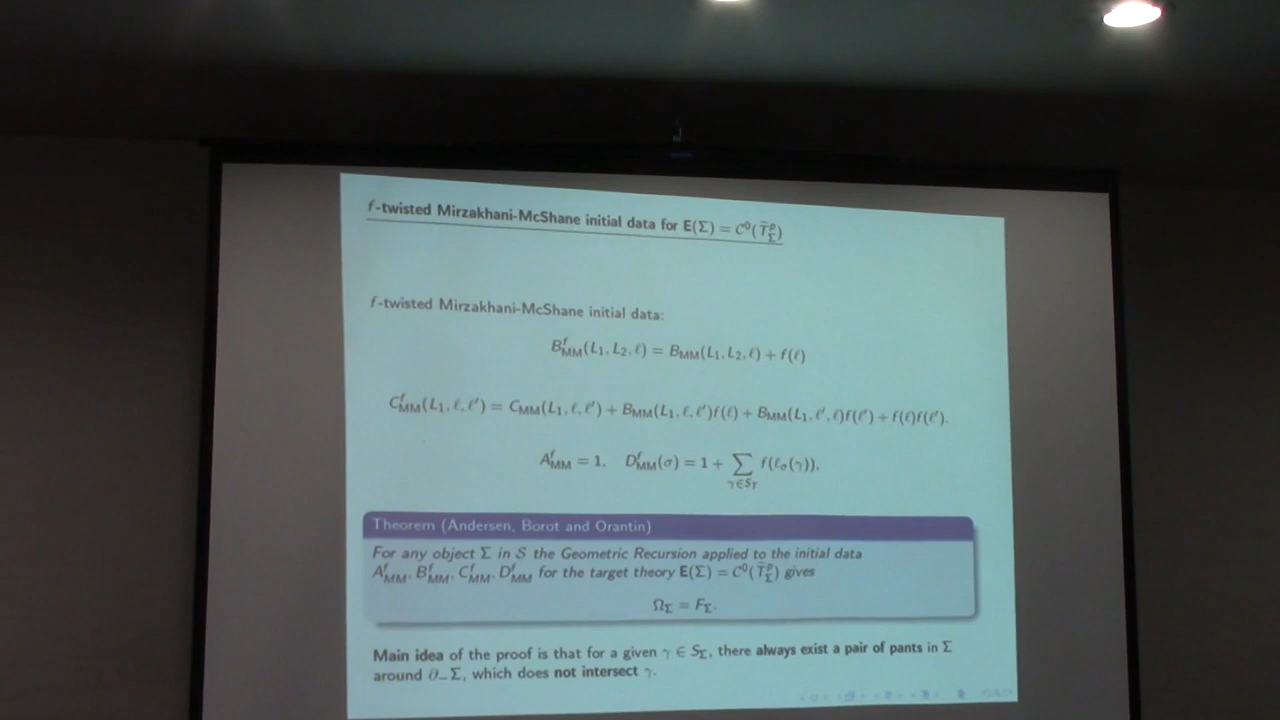 f-twisted Mirzakhani-McShane initial data for E(Σ) = C⁰(T̃ᵖ_Σ)
f-twisted Mirzakhani-McShane initial data:
Bᶠ_MM(L₁, L₂, ℓ) = B_MM(L₁, L₂, ℓ) + f(ℓ)
Cᶠ_MM(L₁, ℓ, ℓ′) = C_MM(L₁, ℓ, ℓ′) + B_MM(L₁, ℓ, ℓ′)f(ℓ) + B_MM(L₁, ℓ′, ℓ)f(ℓ′) + f(ℓ)f(ℓ′).
Aᶠ_MM = 1, Dᶠ_MM(σ) = 1 + ∑_{γ∈S_T} f(ℓ_σ(γ)),
Theorem (Andersen, Borot and Orantin)
For any object Σ in S the Geometric Recursion applied to the initial data
Aᶠ_MM, Bᶠ_MM, Cᶠ_MM, Dᶠ_MM for the target theory E(Σ) = C⁰(T̃ᵖ_Σ) gives
Ω_Σ = F_Σ.
Main idea of the proof is that for a given γ ∈ S_Σ, there always exist a pair of pants in Σ
around ∂₋Σ, which does not intersect γ.